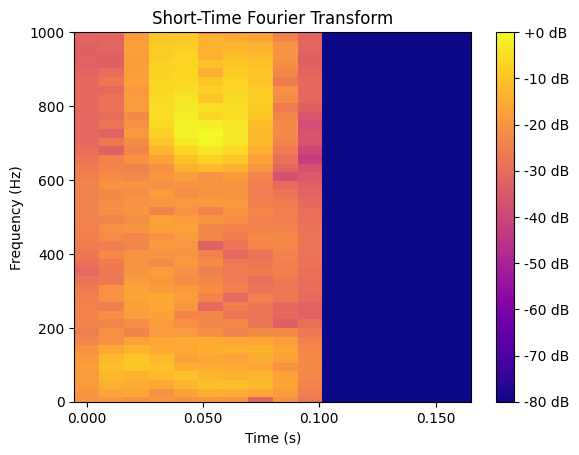 Short-Time Fourier Transform
1000
800
600
400
200
0
Frequency (Hz)
0.000
0.050
0.100
0.150
Time (s)
+0 dB
-10 dB
-20 dB
-30 dB
-40 dB
-50 dB
-60 dB
-70 dB
-80 dB